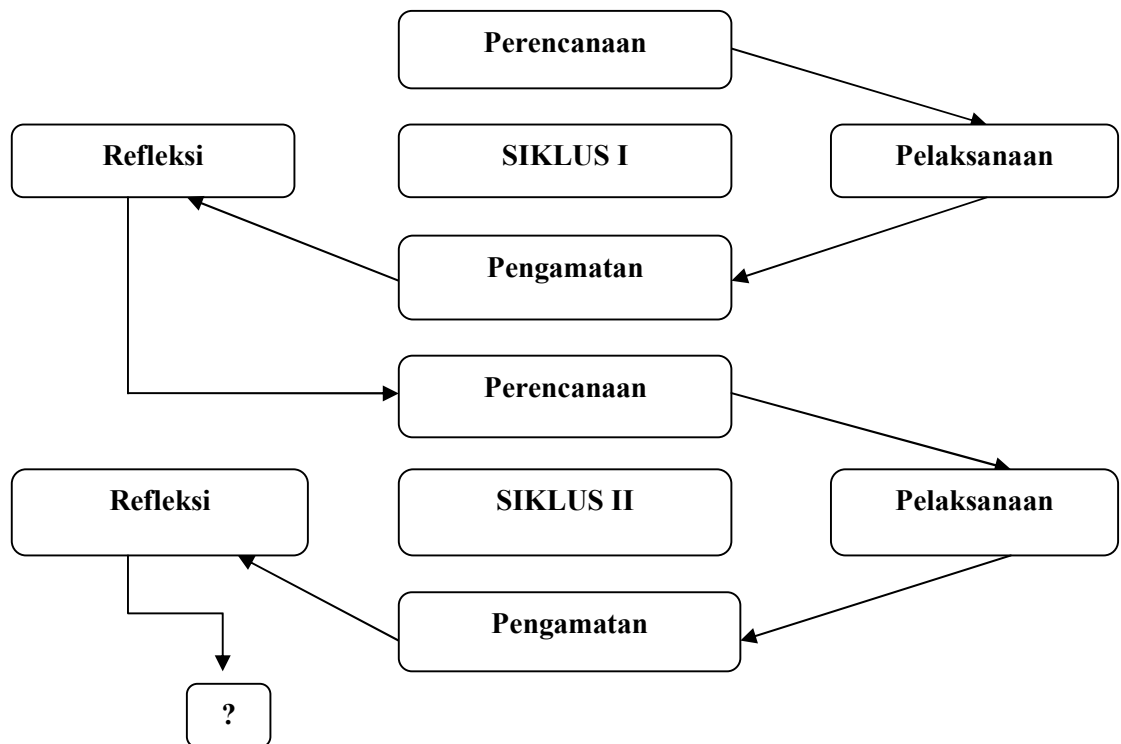 Perencanaan
Refleksi
SIKLUS I
Pelaksanaan
Pengamatan
Perencanaan
Refleksi
SIKLUS II
Pelaksanaan
Pengamatan
?